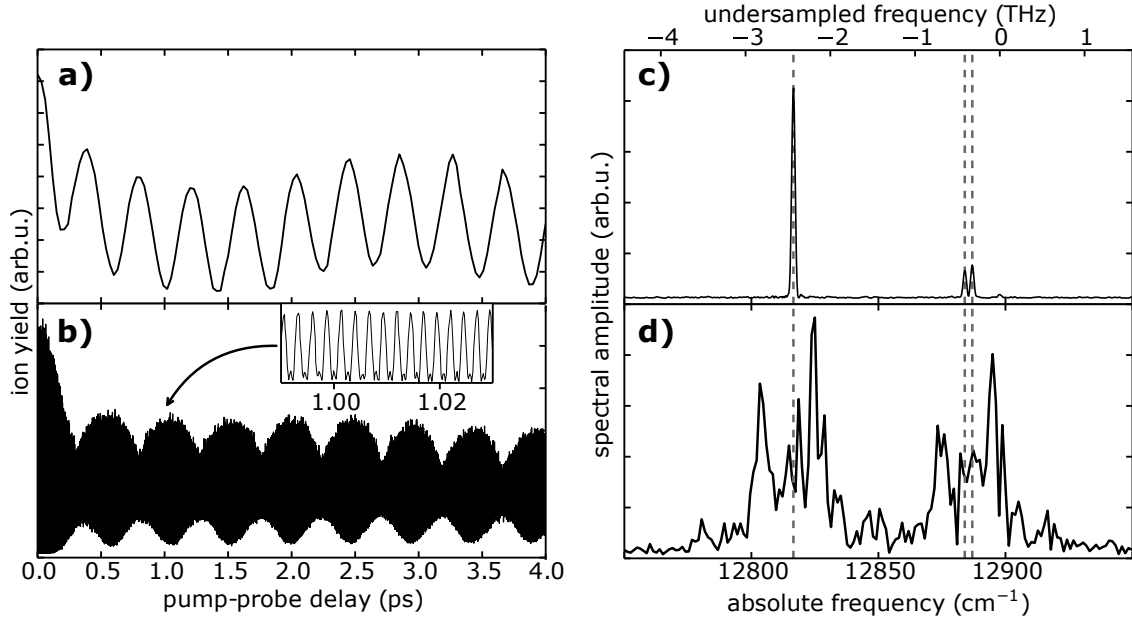 undersampled frequency (THz)
−4 −3 −2 −1 0 1
a)
b)
1.00 1.02
ion yield (arb.u.)
0.0 0.5 1.0 1.5 2.0 2.5 3.0 3.5 4.0
pump-probe delay (ps)
c)
d)
spectral amplitude (arb.u.)
12800 12850 12900
absolute frequency (cm⁻¹)